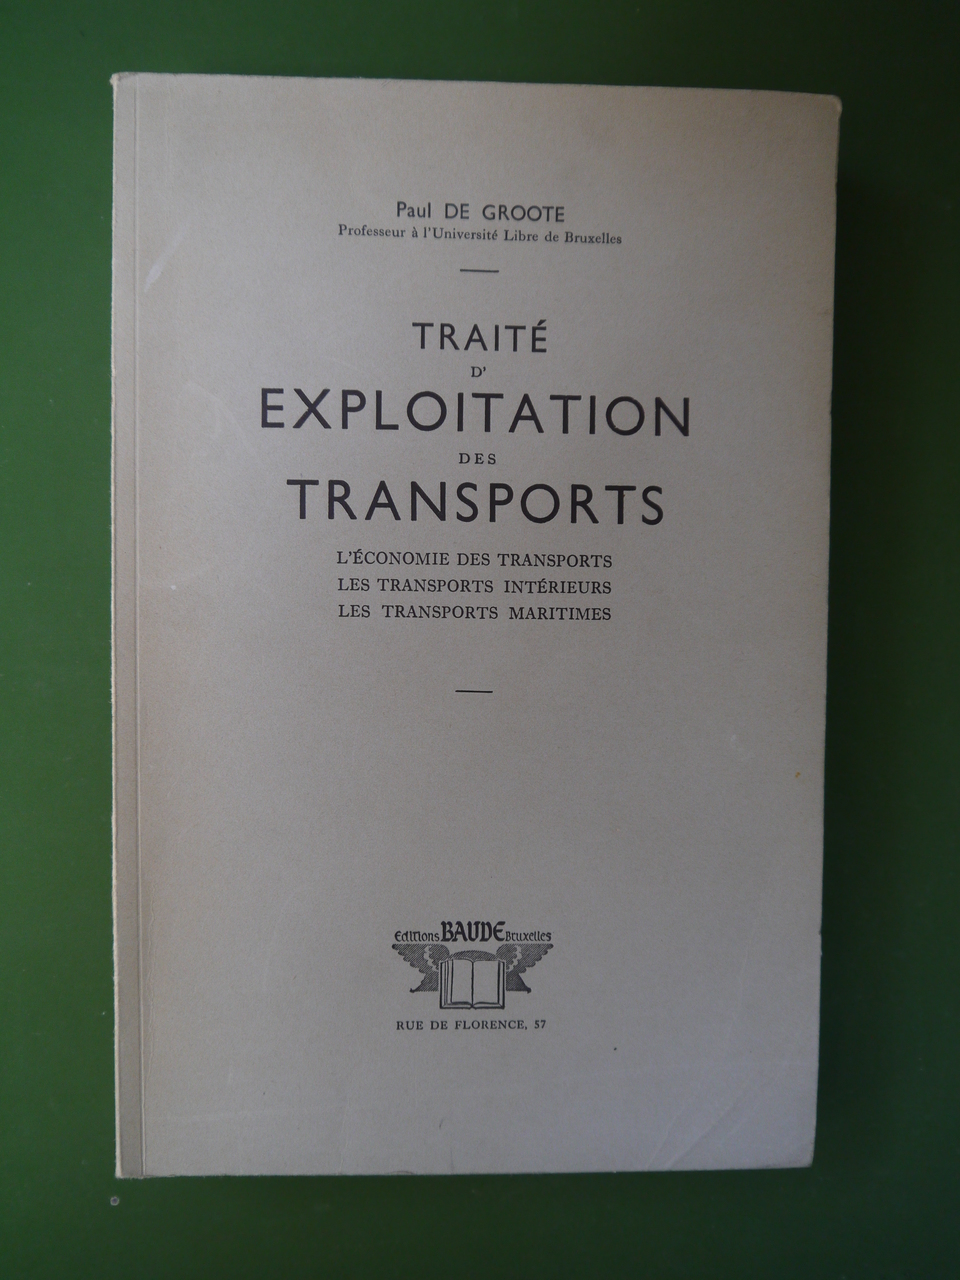 Paul DE GROOTE
Professeur à l'Université Libre de Bruxelles
TRAITÉ
D'
EXPLOITATION
DES
TRANSPORTS
L'ÉCONOMIE DES TRANSPORTS
LES TRANSPORTS INTÉRIEURS
LES TRANSPORTS MARITIMES
Editions BAUDE Bruxelles
RUE DE FLORENCE, 57